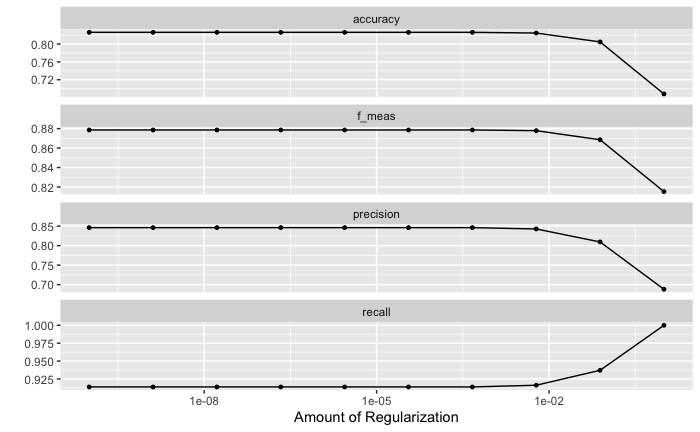 accuracy
0.80
0.76
0.72
f_meas
0.88
0.86
0.84
0.82
precision
0.85
0.80
0.75
0.70
recall
1.000
0.975
0.950
0.925
1e-08 1e-05 1e-02
Amount of Regularization